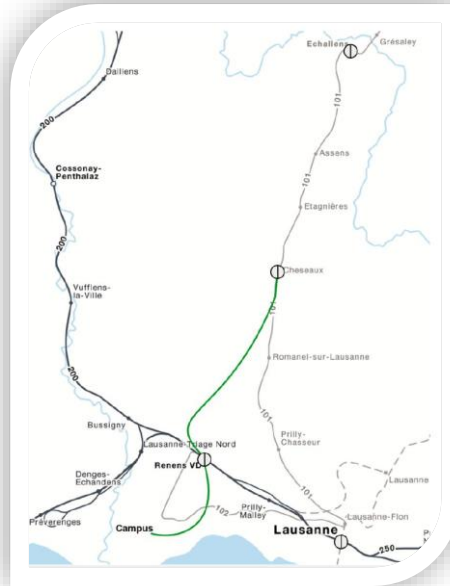 Echallens
Grésaley
Daillens
101
200
Assens
Cossonay-
Penthalaz
101
Etagnières
200
Cheseaux
Vufflens-
la-Ville
101
200
Romanel-sur-Lausanne
101
Bussigny
Prilly-
Chasseur
Lausanne-Triage Nord
Renens VD
Denges-
Echandens
Lausanne
101
Préverenges
Prilly-
Malley
102
Lausanne-Flon
Campus
Lausanne
250